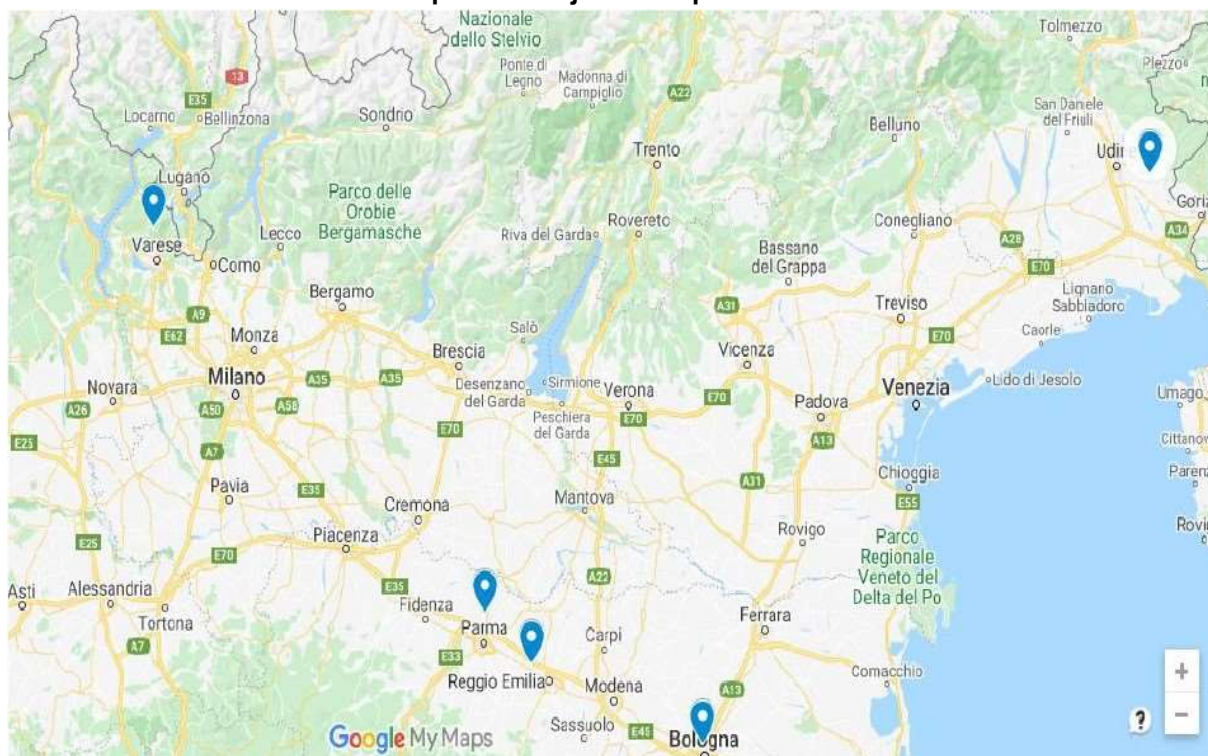 Nazionale
dello Stelvio
Tolmezzo
Ponte di
Legno
Madonna di
Campiglio
Plezzo
13
A22
E35
Locarno
Bellinzona
Sondrio
San Daniele
del Friuli
Belluno
Trento
Lugano
Parco delle
Orobie
Bergamasche
Riva del Garda
Rovereto
Conegliano
A34
Varese
Lecco
Como
Bassano
del Grappa
A28
E70
Bergamo
A31
Treviso
Lignano
Sabbiadoro
A9
E62
Monza
Salò
Caorle
E70
Brescia
Vicenza
Novara
Milano
A35
A35
Desenzano
del Garda
Sirmione
Verona
E70
Venezia
Lido di Jesolo
A26
A50
A58
Peschiera
del Garda
E70
Padova
Umago
E25
A7
E70
A13
E45
Pavia
E35
A31
Chioggia
E55
Cremona
Mantova
Rovigo
Piacenza
E25
E70
Parco
Regionale
Veneto del
Delta del Po
Asti
Alessandria
E35
A22
Tortona
Fidenza
Ferrara
A7
Parma
Carpi
E33
Reggio Emilia
Modena
A13
Comacchio
Sassuolo
E45
Bologna
Google My Maps
+
−
?